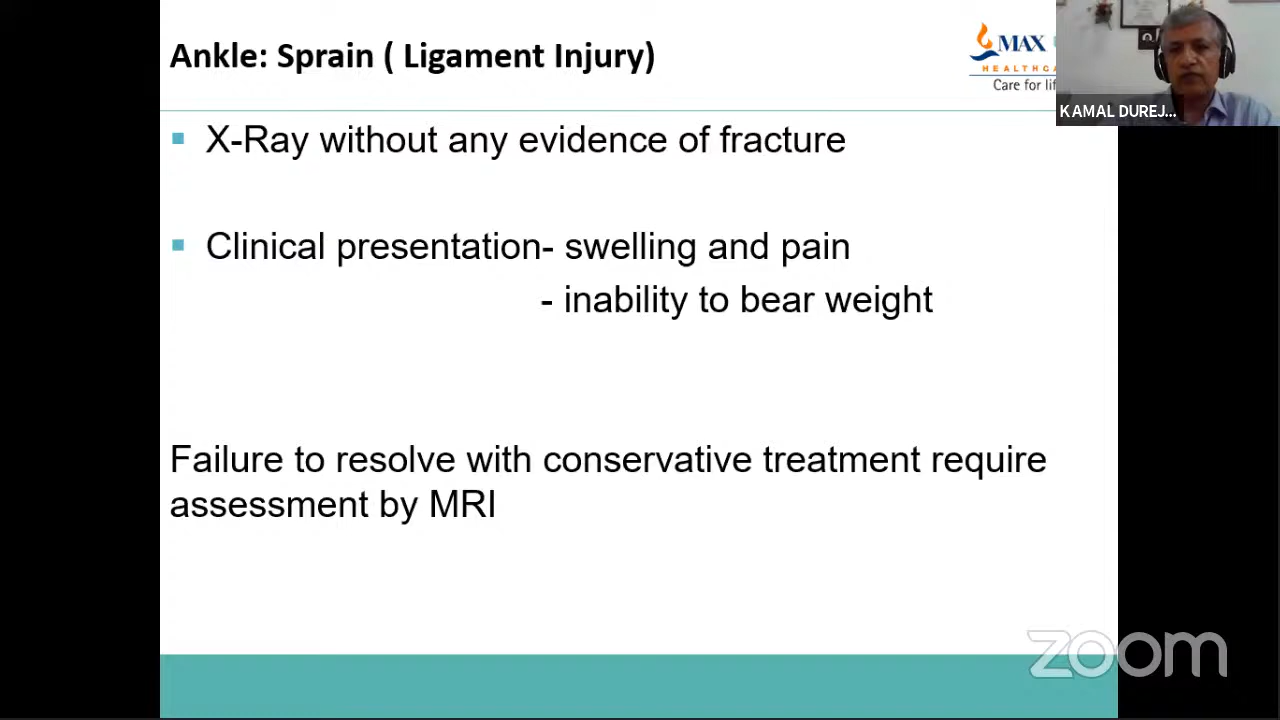 Ankle: Sprain ( Ligament Injury)
MAX
HEALTHCA
Care for lif
KAMAL DUREJ...
X-Ray without any evidence of fracture
Clinical presentation- swelling and pain
- inability to bear weight
Failure to resolve with conservative treatment require
assessment by MRI
zoom